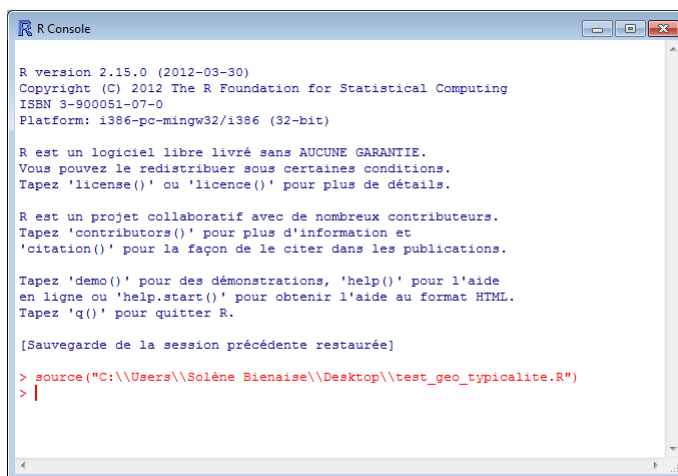 R Console
R version 2.15.0 (2012-03-30)
Copyright (C) 2012 The R Foundation for Statistical Computing
ISBN 3-900051-07-0
Platform: i386-pc-mingw32/i386 (32-bit)
R est un logiciel libre livré sans AUCUNE GARANTIE.
Vous pouvez le redistribuer sous certaines conditions.
Tapez 'license()' ou 'licence()' pour plus de détails.
R est un projet collaboratif avec de nombreux contributeurs.
Tapez 'contributors()' pour plus d'information et
'citation()' pour la façon de le citer dans les publications.
Tapez 'demo()' pour des démonstrations, 'help()' pour l'aide
en ligne ou 'help.start()' pour obtenir l'aide au format HTML.
Tapez 'q()' pour quitter R.
[Sauvegarde de la session précédente restaurée]
> source("C:\\Users\\Solène Bienaise\\Desktop\\test_geo_typicalite.R")
>